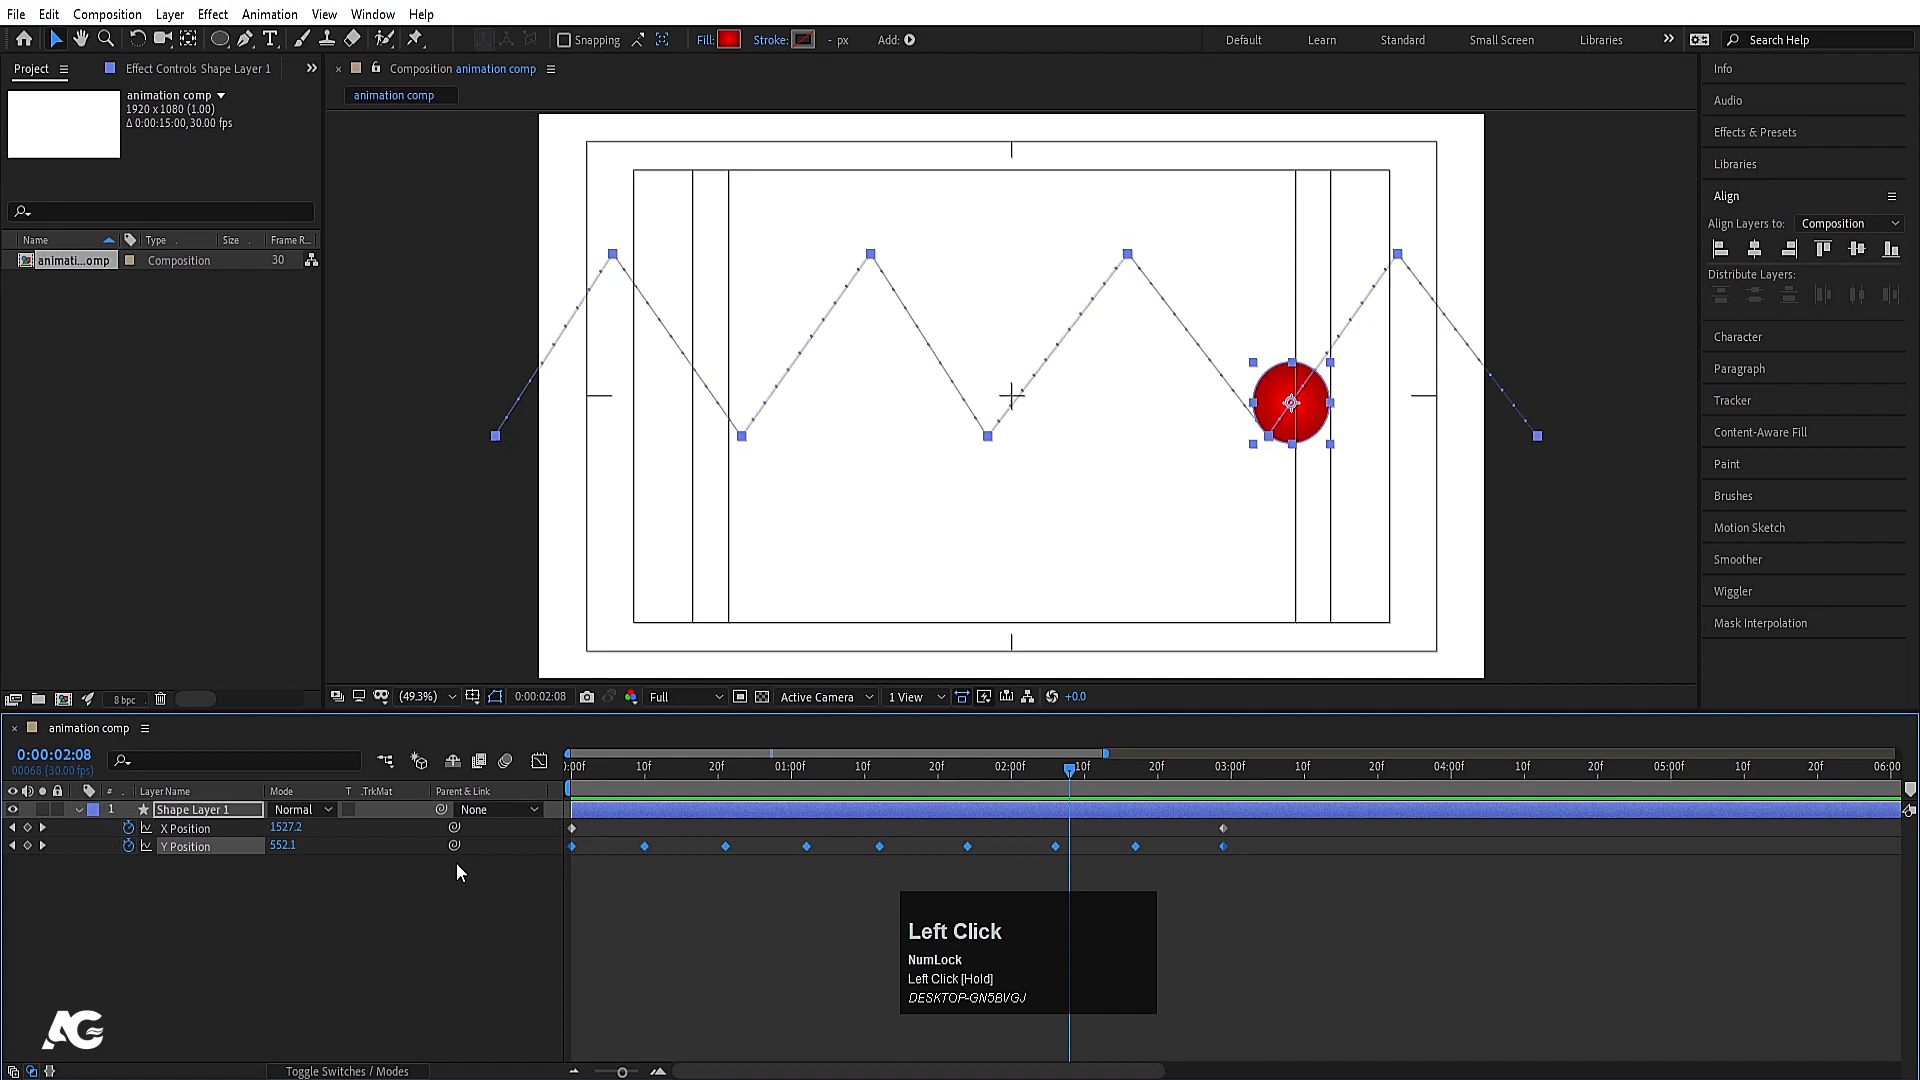 File Edit Composition Layer Effect Animation View Window Help
Snapping Fill: Stroke: - px Add: Default Learn Standard Small Screen Libraries Search Help
Project Effect Controls Shape Layer 1 Composition animation comp Info
animation comp
1920 x 1080 (1.00)
Δ 0:00:15:00, 30.00 fps
animation comp
Audio
Effects & Presets
Libraries
Align
Align Layers to: Composition
Distribute Layers:
Name Type Size Frame R...
animati...omp Composition 30
Character
Paragraph
Tracker
Content-Aware Fill
Paint
Brushes
Motion Sketch
Smoother
Wiggler
Mask Interpolation
8 bpc (49.3%) 0:00:02:08 Full Active Camera 1 View +0.0
animation comp
0:00:02:08
00068 (30.00 fps)
):00f 10f 20f 01:00f 10f 20f 02:00f 10f 20f 03:00f 10f 20f 04:00f 10f 20f 05:00f 10f 20f 06:00
# Layer Name Mode T .TrkMat Parent & Link
1 Shape Layer 1 Normal None
X Position 1527.2
Y Position 552.1
Left Click
NumLock
Left Click [Hold]
DESKTOP-GN5BVGJ
AG
Toggle Switches / Modes